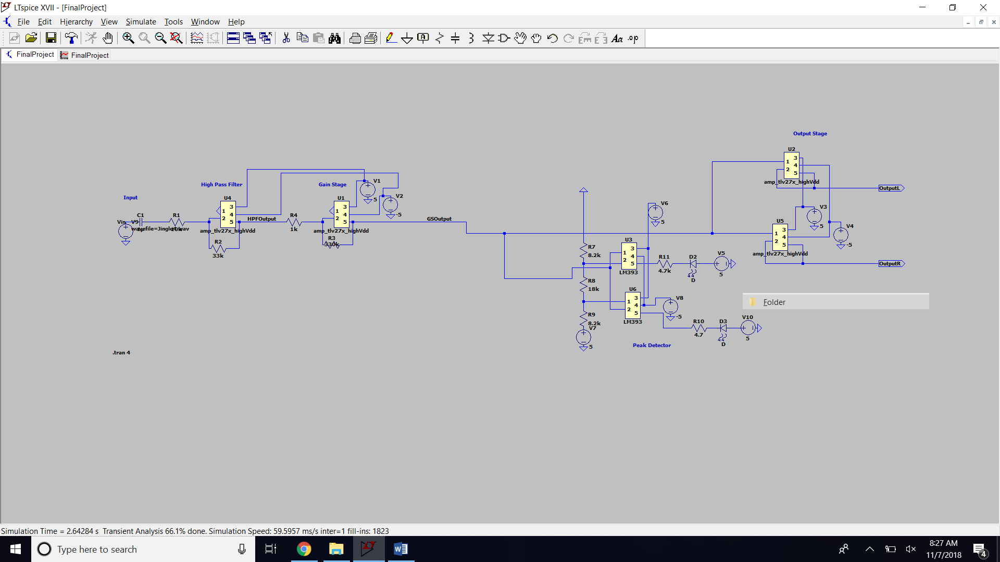 LTspice XVII - [FinalProject]
File Edit Hierarchy View Simulate Tools Window Help
FinalProject FinalProject
Output Stage
U2
1 2 3 4 5
amp_tlv27x_highVdd
OutputL
High Pass Filter
Gain Stage
V1
5
V2
-5
Input
U4
1 2 3 4 5
amp_tlv27x_highVdd
U1
1 2 3 4 5
amp_tlv27x_highVdd
Vin V9 C1 R1
wavefile=Jingle4.wav
10k
HPFOutput
R4
1k
GSOutput
R2
33k
R3
330k
V6
5
V3
5
U5
1 2 3 4 5
amp_tlv27x_highVdd
V4
-5
OutputR
R7
8.2k
U3
1 2 3 4 5
LM393
R11
4.7k
D2
D
V5
5
R8
18k
U6
1 2 3 4 5
LM393
V8
-5
Folder
R9
8.2k
V7
5
R10
4.7
D3
D
V10
5
Peak Detector
.tran 4
Simulation Time = 2.64284 s Transient Analysis 66.1% done. Simulation Speed: 59.5957 ms/s inter=1 fill-ins: 1823
Type here to search
8:27 AM
11/7/2018
4